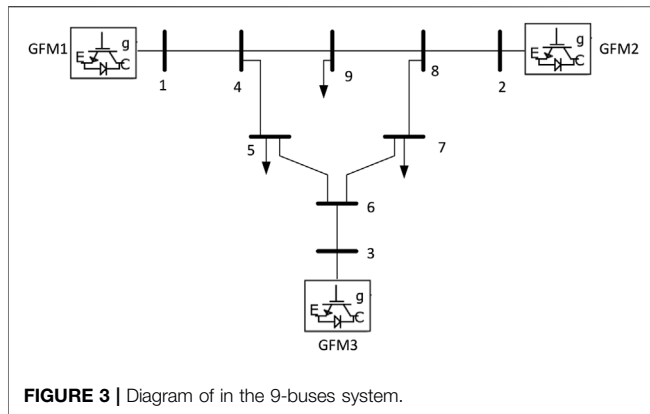 GFM1
g
E
C
1
4
9
8
2
g
E
C
GFM2
5
7
6
3
g
E
C
GFM3
FIGURE 3 | Diagram of in the 9-buses system.